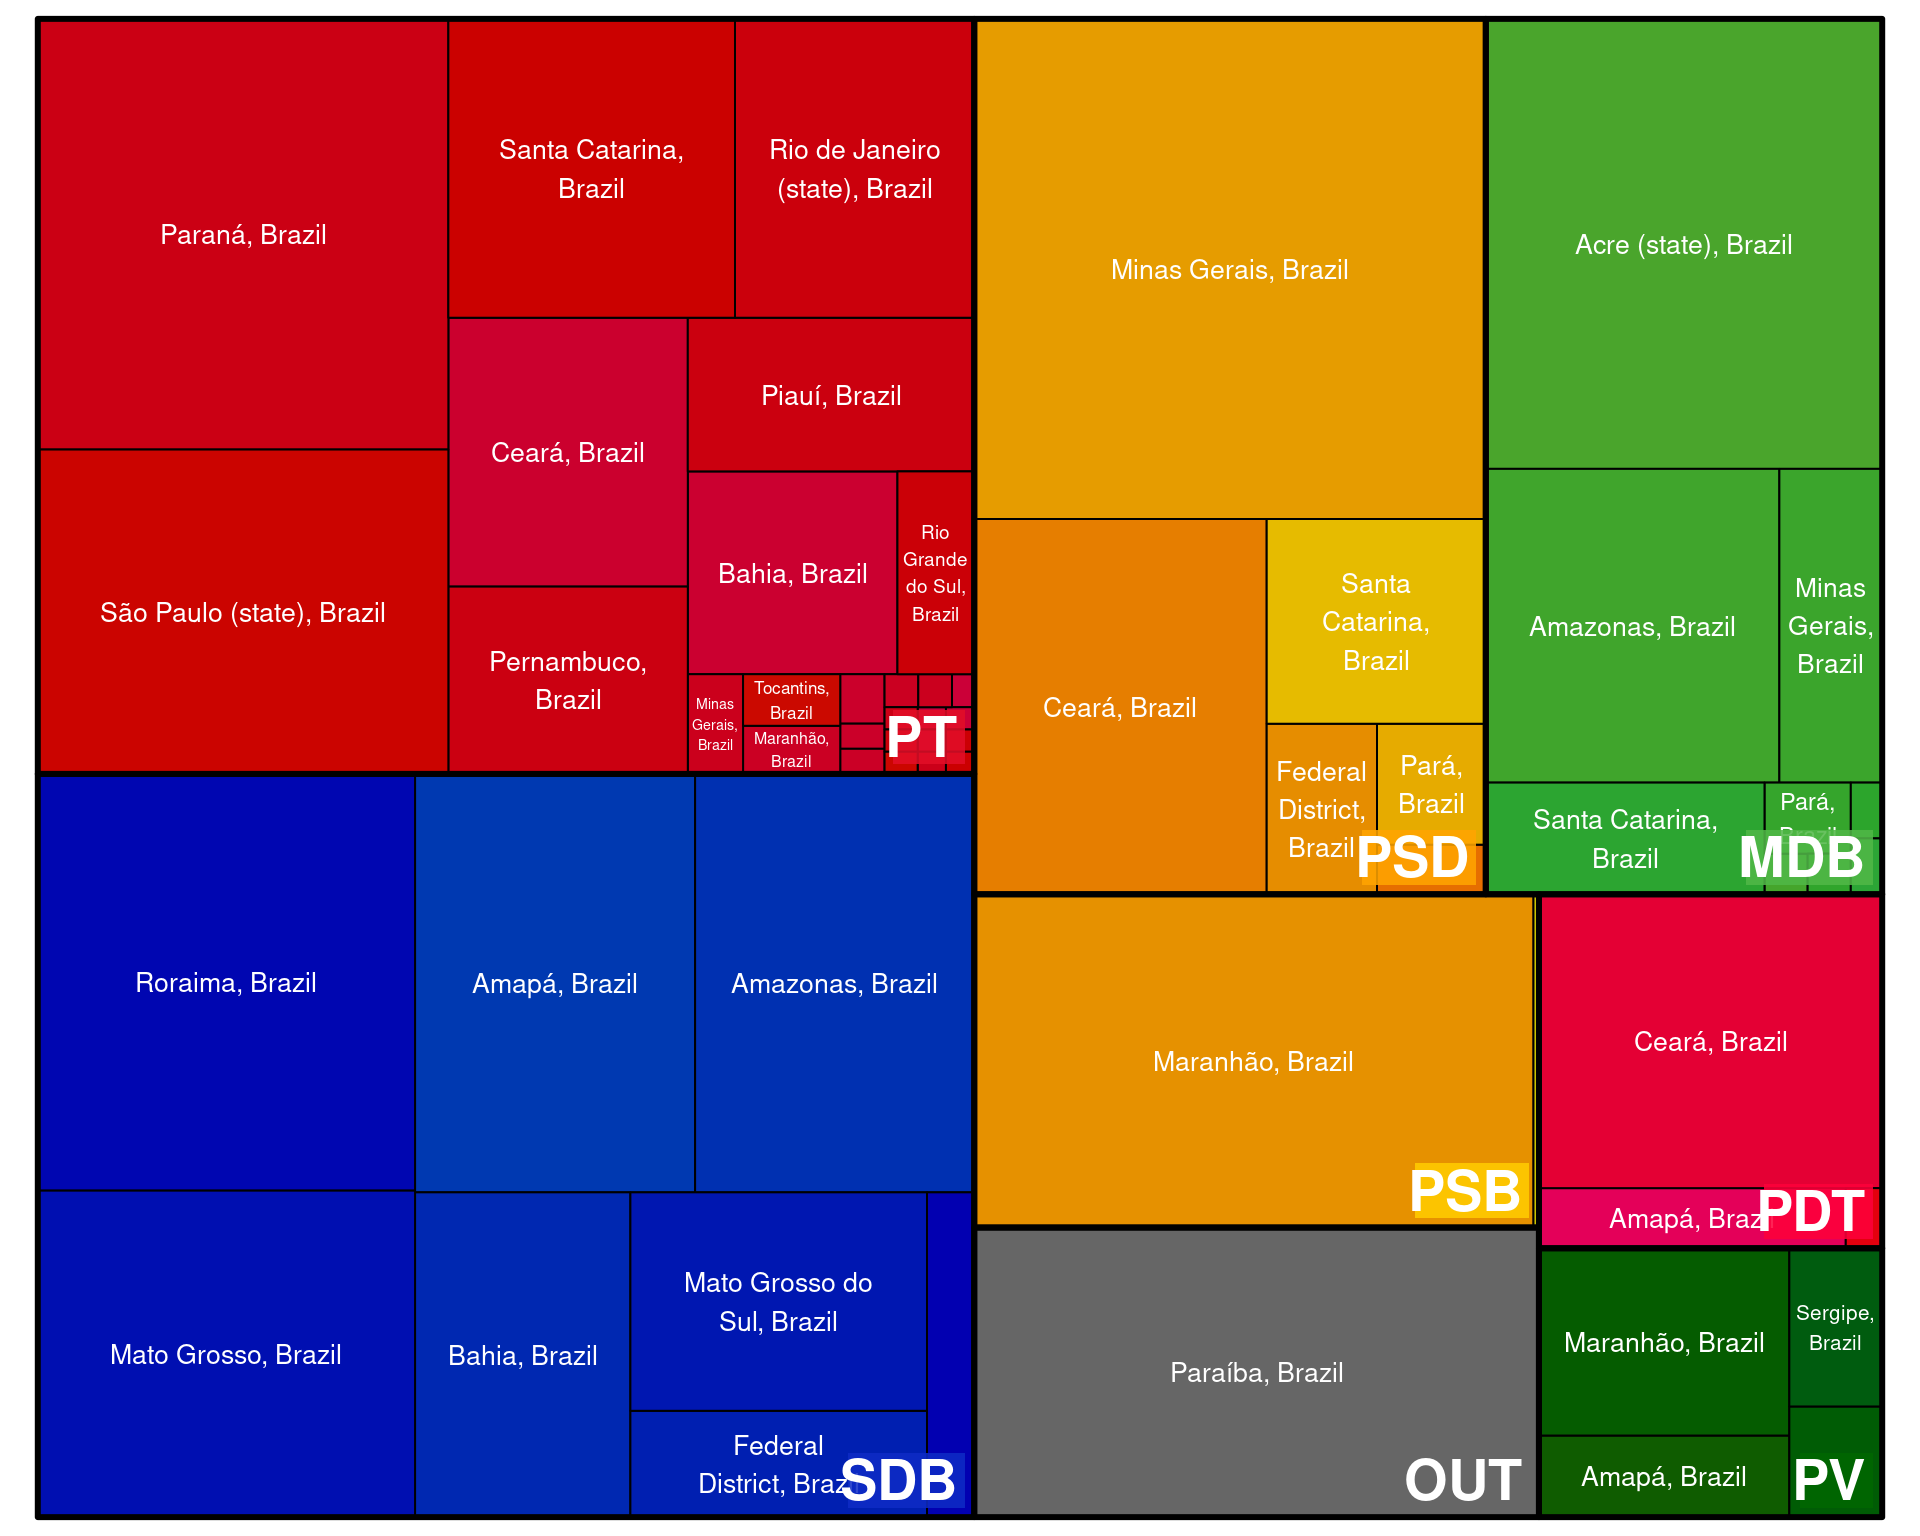 Paraná, Brazil
Santa Catarina,
Brazil
Rio de Janeiro
(state), Brazil
São Paulo (state), Brazil
Ceará, Brazil
Piauí, Brazil
Bahia, Brazil
Rio
Grande
do Sul,
Brazil
Pernambuco,
Brazil
Minas
Gerais,
Brazil
Tocantins,
Brazil
Maranhão,
Brazil
PT
Minas Gerais, Brazil
Ceará, Brazil
Santa
Catarina,
Brazil
Federal
District,
Brazil
Pará,
Brazil
PSD
Acre (state), Brazil
Amazonas, Brazil
Minas
Gerais,
Brazil
Santa Catarina,
Brazil
Pará,
Brazil
MDB
Roraima, Brazil
Amapá, Brazil
Amazonas, Brazil
Mato Grosso, Brazil
Bahia, Brazil
Mato Grosso do
Sul, Brazil
Federal
District, Brazil
SDB
Maranhão, Brazil
PSB
Ceará, Brazil
Amapá, Brazil
PDT
Paraíba, Brazil
OUT
Maranhão, Brazil
Sergipe,
Brazil
Amapá, Brazil
PV